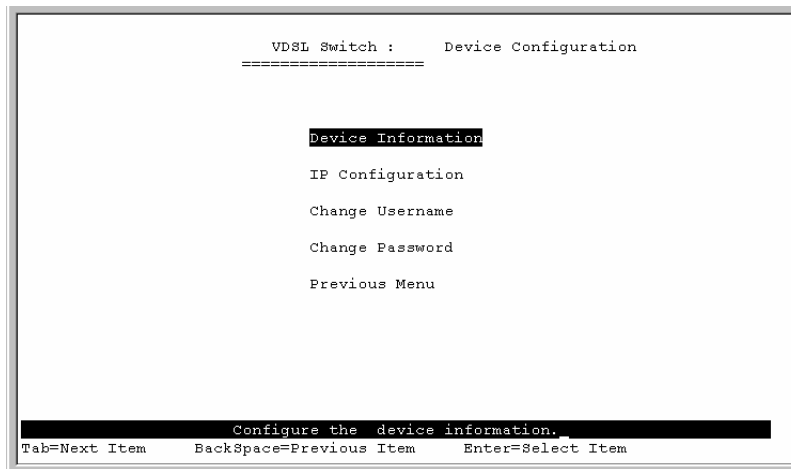 VDSL Switch :      Device Configuration
===================
Device Information
IP Configuration
Change Username
Change Password
Previous Menu
Configure the  device information._
Tab=Next Item     BackSpace=Previous Item     Enter=Select Item